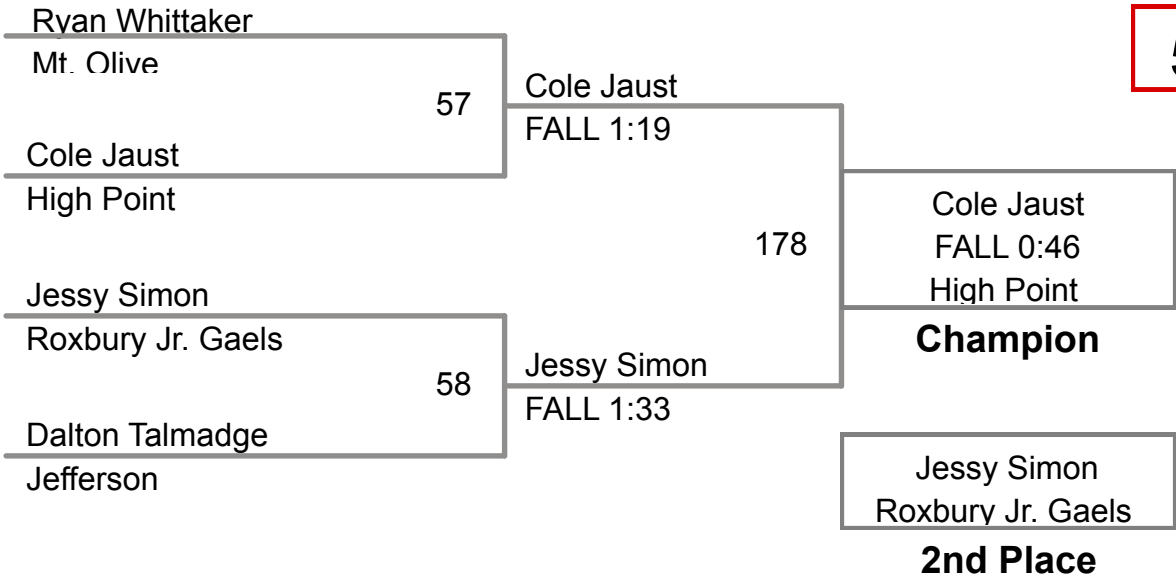 Ryan Whittaker
Mt. Olive
57
Cole Jaust
FALL 1:19
Cole Jaust
High Point
178
Cole Jaust
FALL 0:46
High Point
Champion
Jessy Simon
Roxbury Jr. Gaels
58
Jessy Simon
FALL 1:33
Dalton Talmadge
Jefferson
Jessy Simon
Roxbury Jr. Gaels
2nd Place